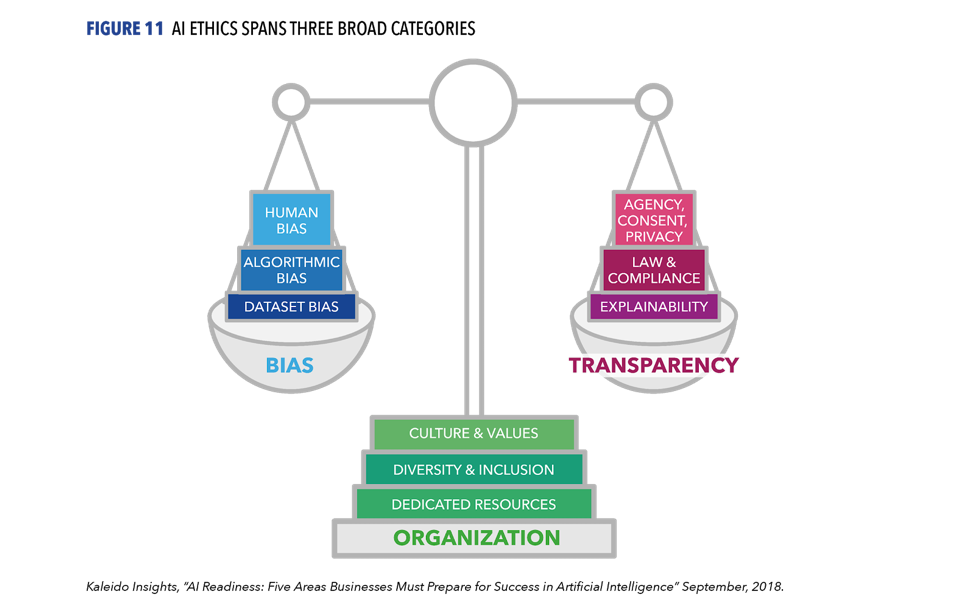 FIGURE 11 AI ETHICS SPANS THREE BROAD CATEGORIES
HUMAN
BIAS
ALGORITHMIC
BIAS
DATASET BIAS
BIAS
AGENCY,
CONSENT,
PRIVACY
LAW &
COMPLIANCE
EXPLAINABILITY
TRANSPARENCY
CULTURE & VALUES
DIVERSITY & INCLUSION
DEDICATED RESOURCES
ORGANIZATION
Kaleido Insights, "AI Readiness: Five Areas Businesses Must Prepare for Success in Artificial Intelligence" September, 2018.